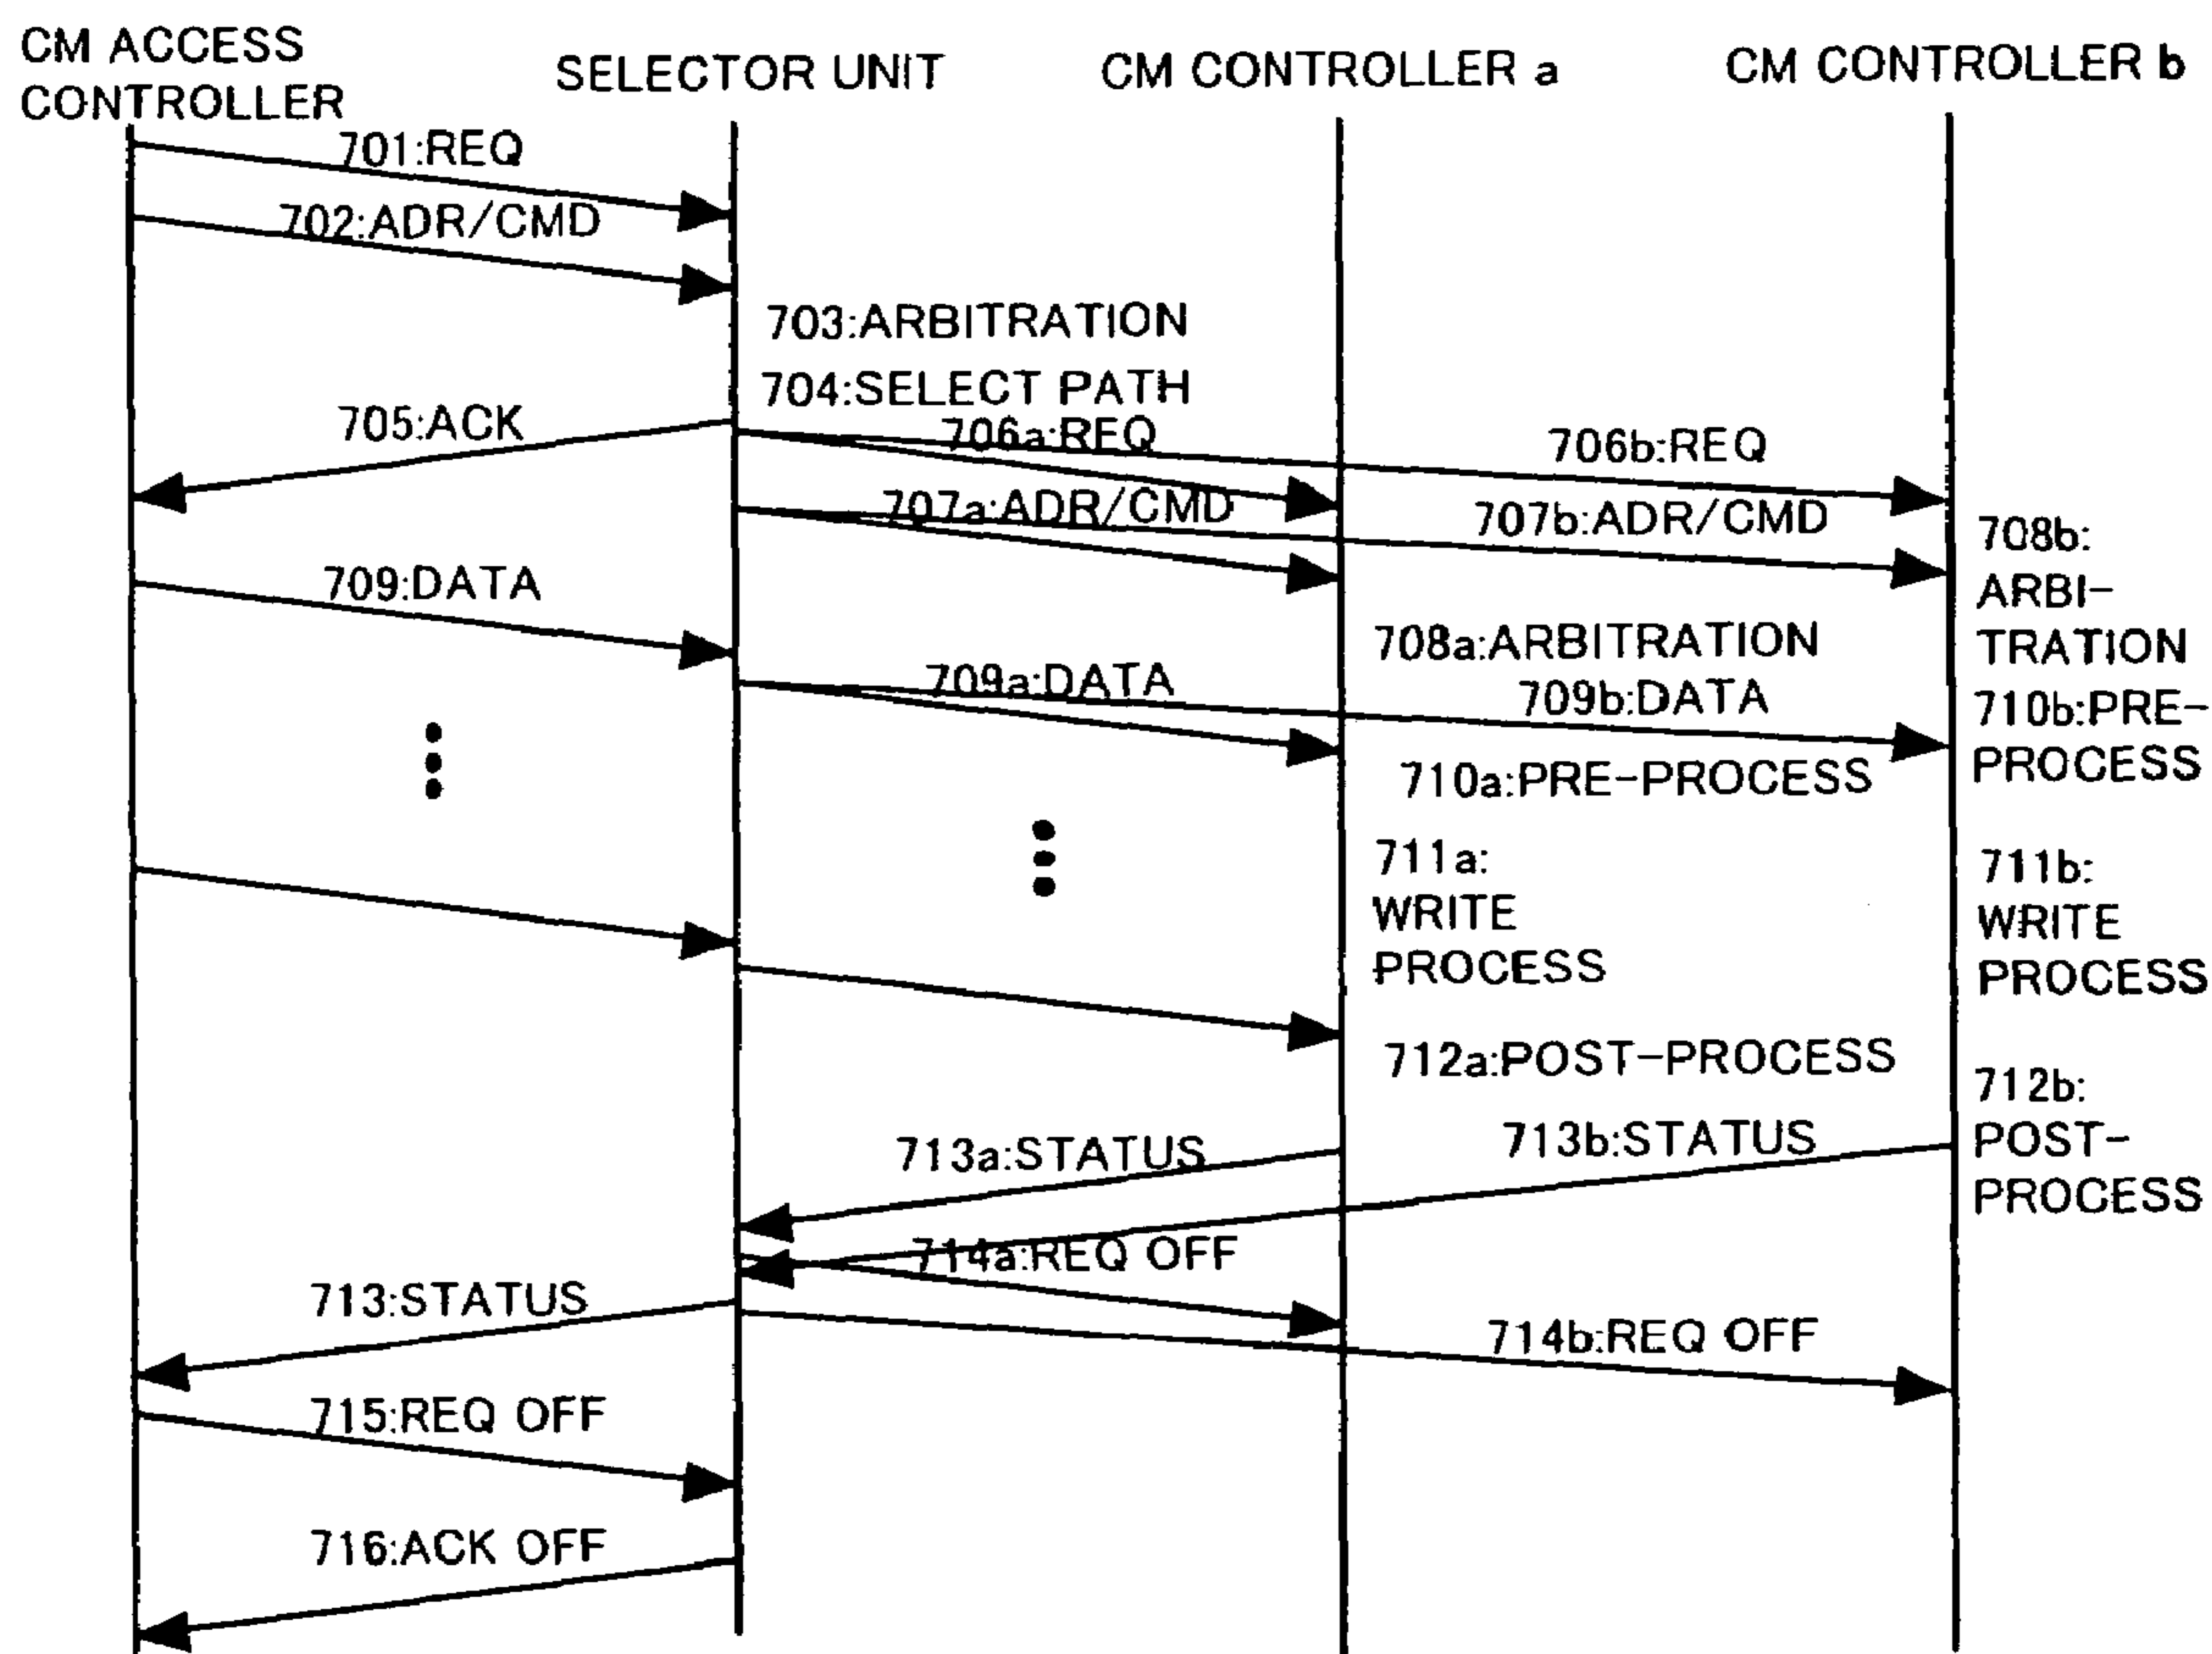 CM ACCESS
CONTROLLER
SELECTOR UNIT
CM CONTROLLER a
CM CONTROLLER b
701:REQ
702:ADR/CMD
703:ARBITRATION
704:SELECT PATH
705:ACK
706a:REQ
706b:REQ
707a:ADR/CMD
707b:ADR/CMD
708b:
ARBI-
TRATION
709:DATA
708a:ARBITRATION
709a:DATA
709b:DATA
710b:PRE-
PROCESS
710a:PRE-PROCESS
711a:
WRITE
PROCESS
711b:
WRITE
PROCESS
712a:POST-PROCESS
712b:
POST-
PROCESS
713a:STATUS
713b:STATUS
714a:REQ OFF
713:STATUS
714b:REQ OFF
715:REQ OFF
716:ACK OFF